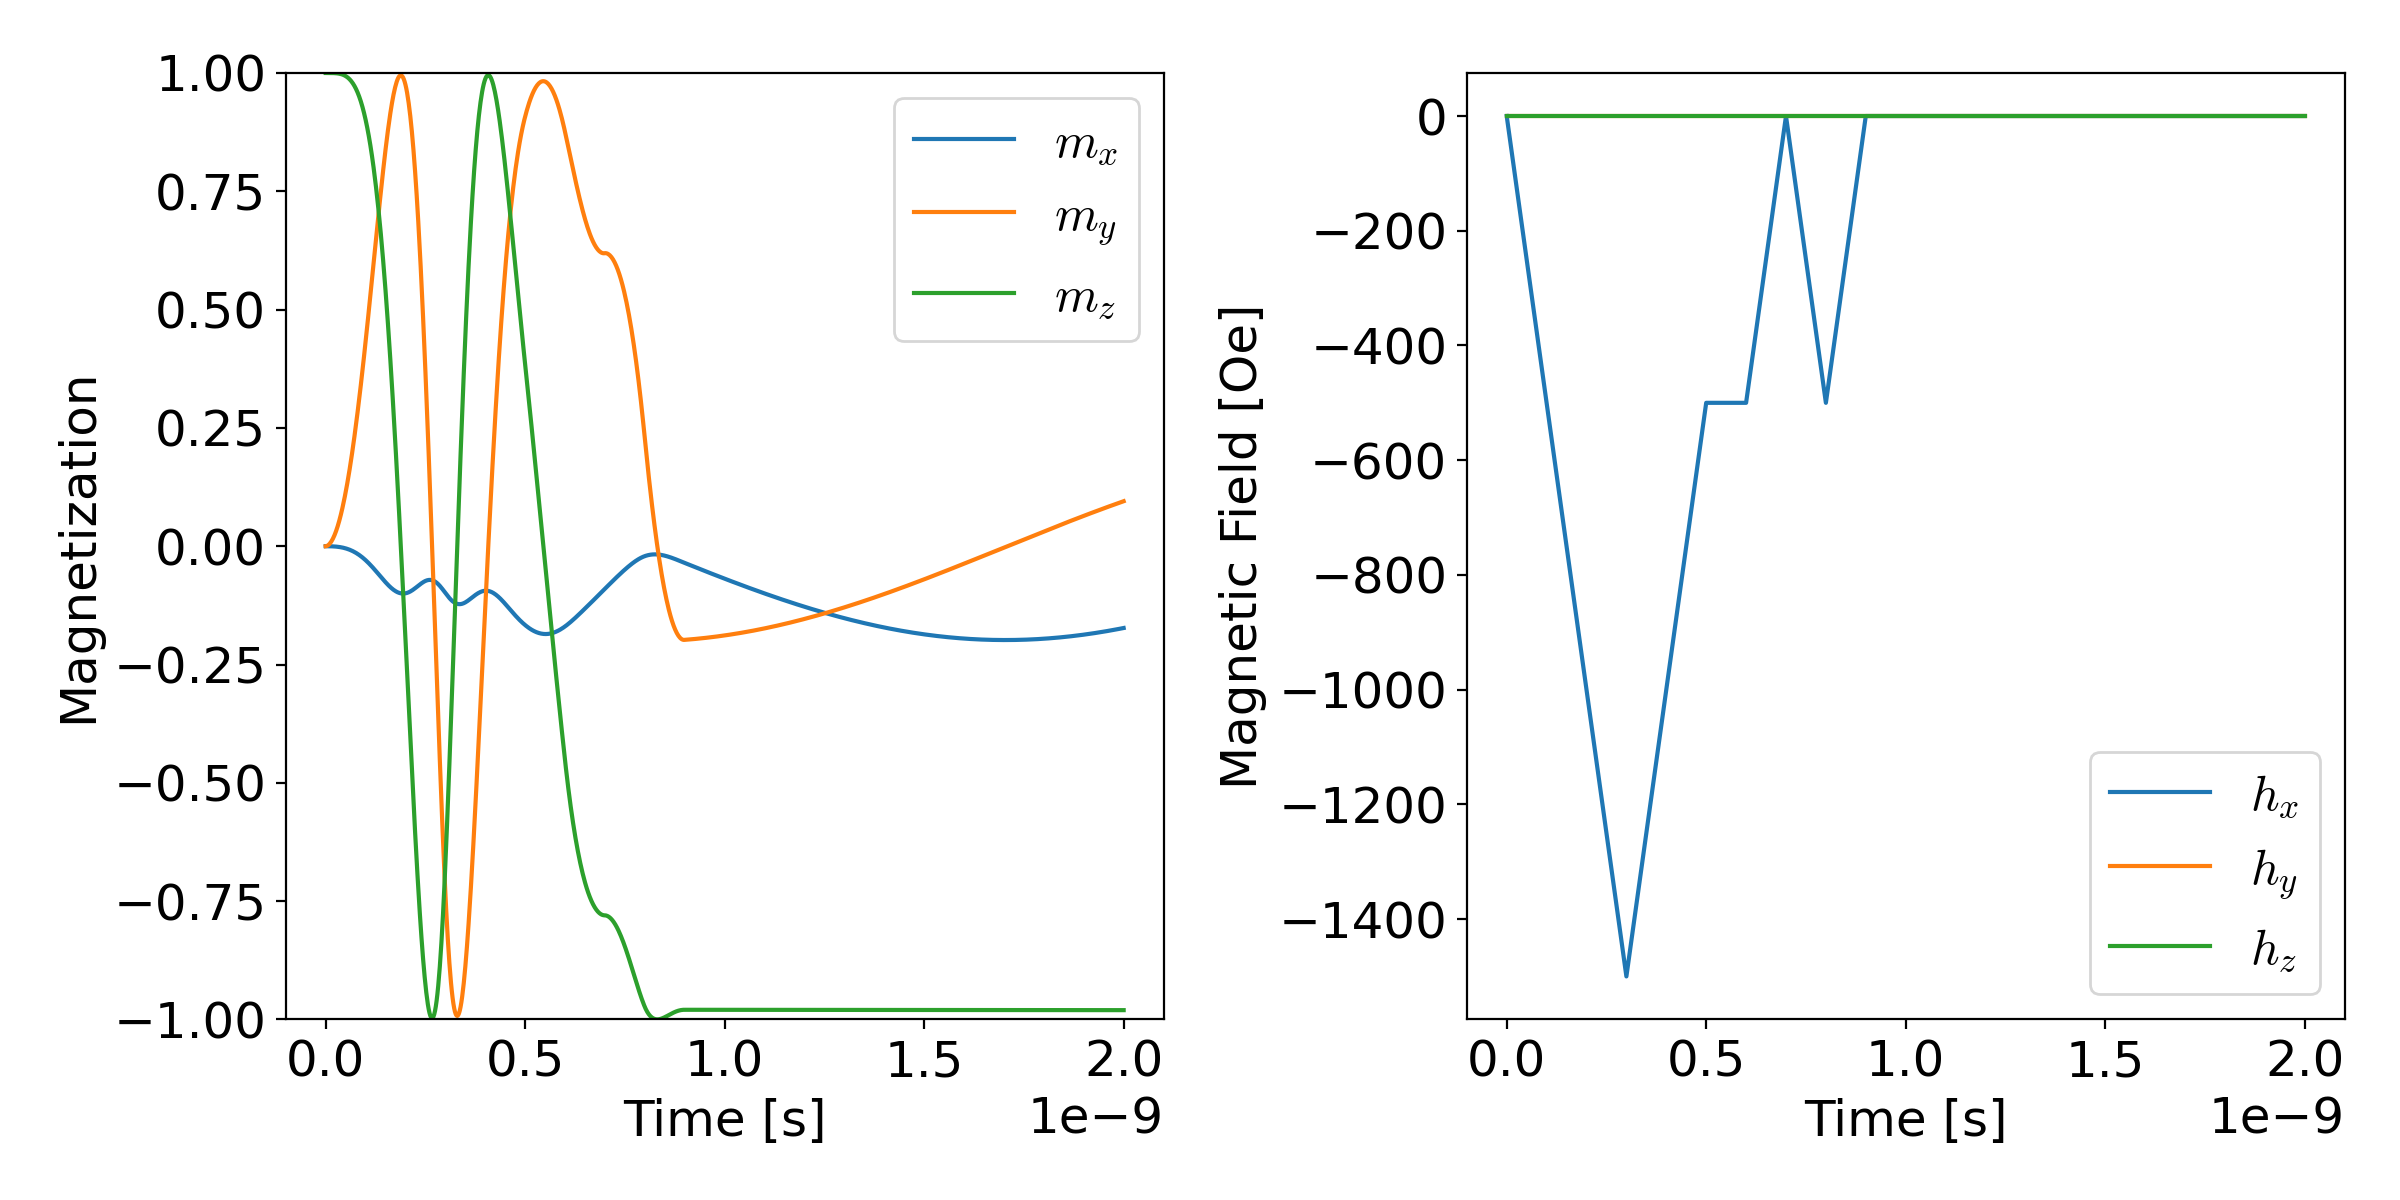 Magnetization
1.00
0.75
0.50
0.25
0.00
−0.25
−0.50
−0.75
−1.00
0.0 0.5 1.0 1.5 2.0
Time [s]
1e−9
m_x
m_y
m_z
Magnetic Field [Oe]
0
−200
−400
−600
−800
−1000
−1200
−1400
0.0 0.5 1.0 1.5 2.0
Time [s]
1e−9
h_x
h_y
h_z